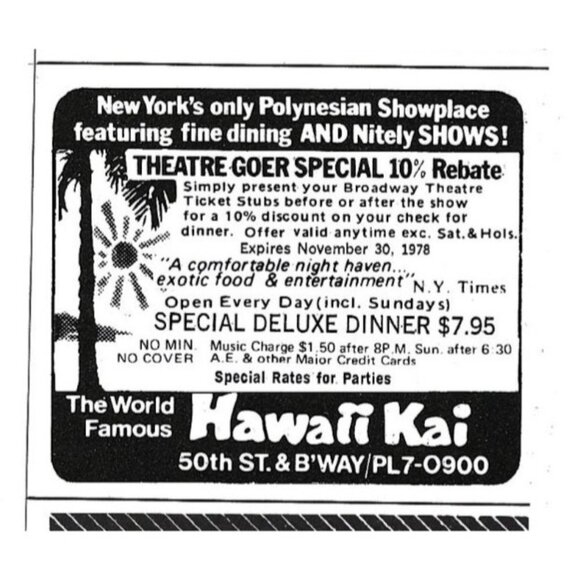 New York's only Polynesian Showplace
featuring fine dining AND Nitely SHOWS!
THEATRE GOER SPECIAL 10% Rebate
Simply present your Broadway Theatre
Ticket Stubs before or after the show
for a 10% discount on your check for
dinner. Offer valid anytime exc. Sat. & Hols.
Expires November 30, 1978
"A comfortable night haven....
exotic food & entertainment" N.Y. Times
Open Every Day (incl. Sundays)
SPECIAL DELUXE DINNER $7.95
NO MIN. Music Charge $1.50 after 8P.M. Sun. after 6:30
NO COVER A.E. & other Major Credit Cards
Special Rates for Parties
The World
Famous Hawaii Kai
50th ST. & B'WAY/PL7-0900